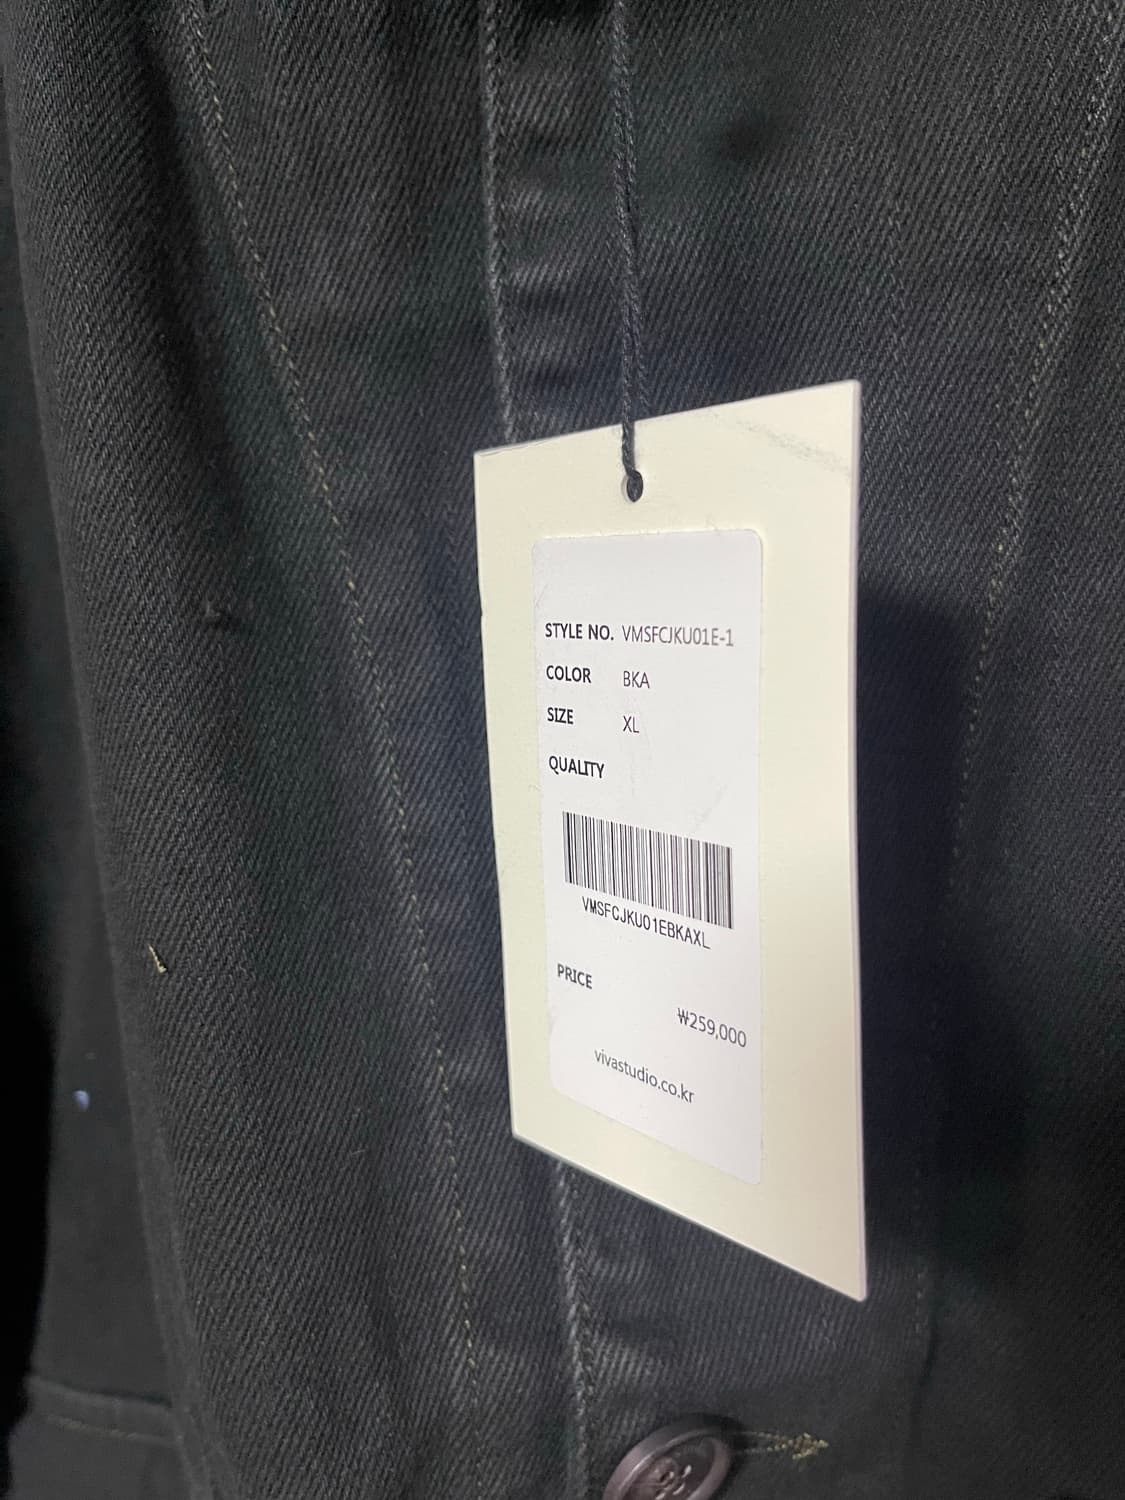 STYLE NO. VMSFCJKU01E-1
COLOR BKA
SIZE XL
QUALITY
VMSFCJKU01EBKAXL
PRICE
₩259,000
vivastudio.co.kr